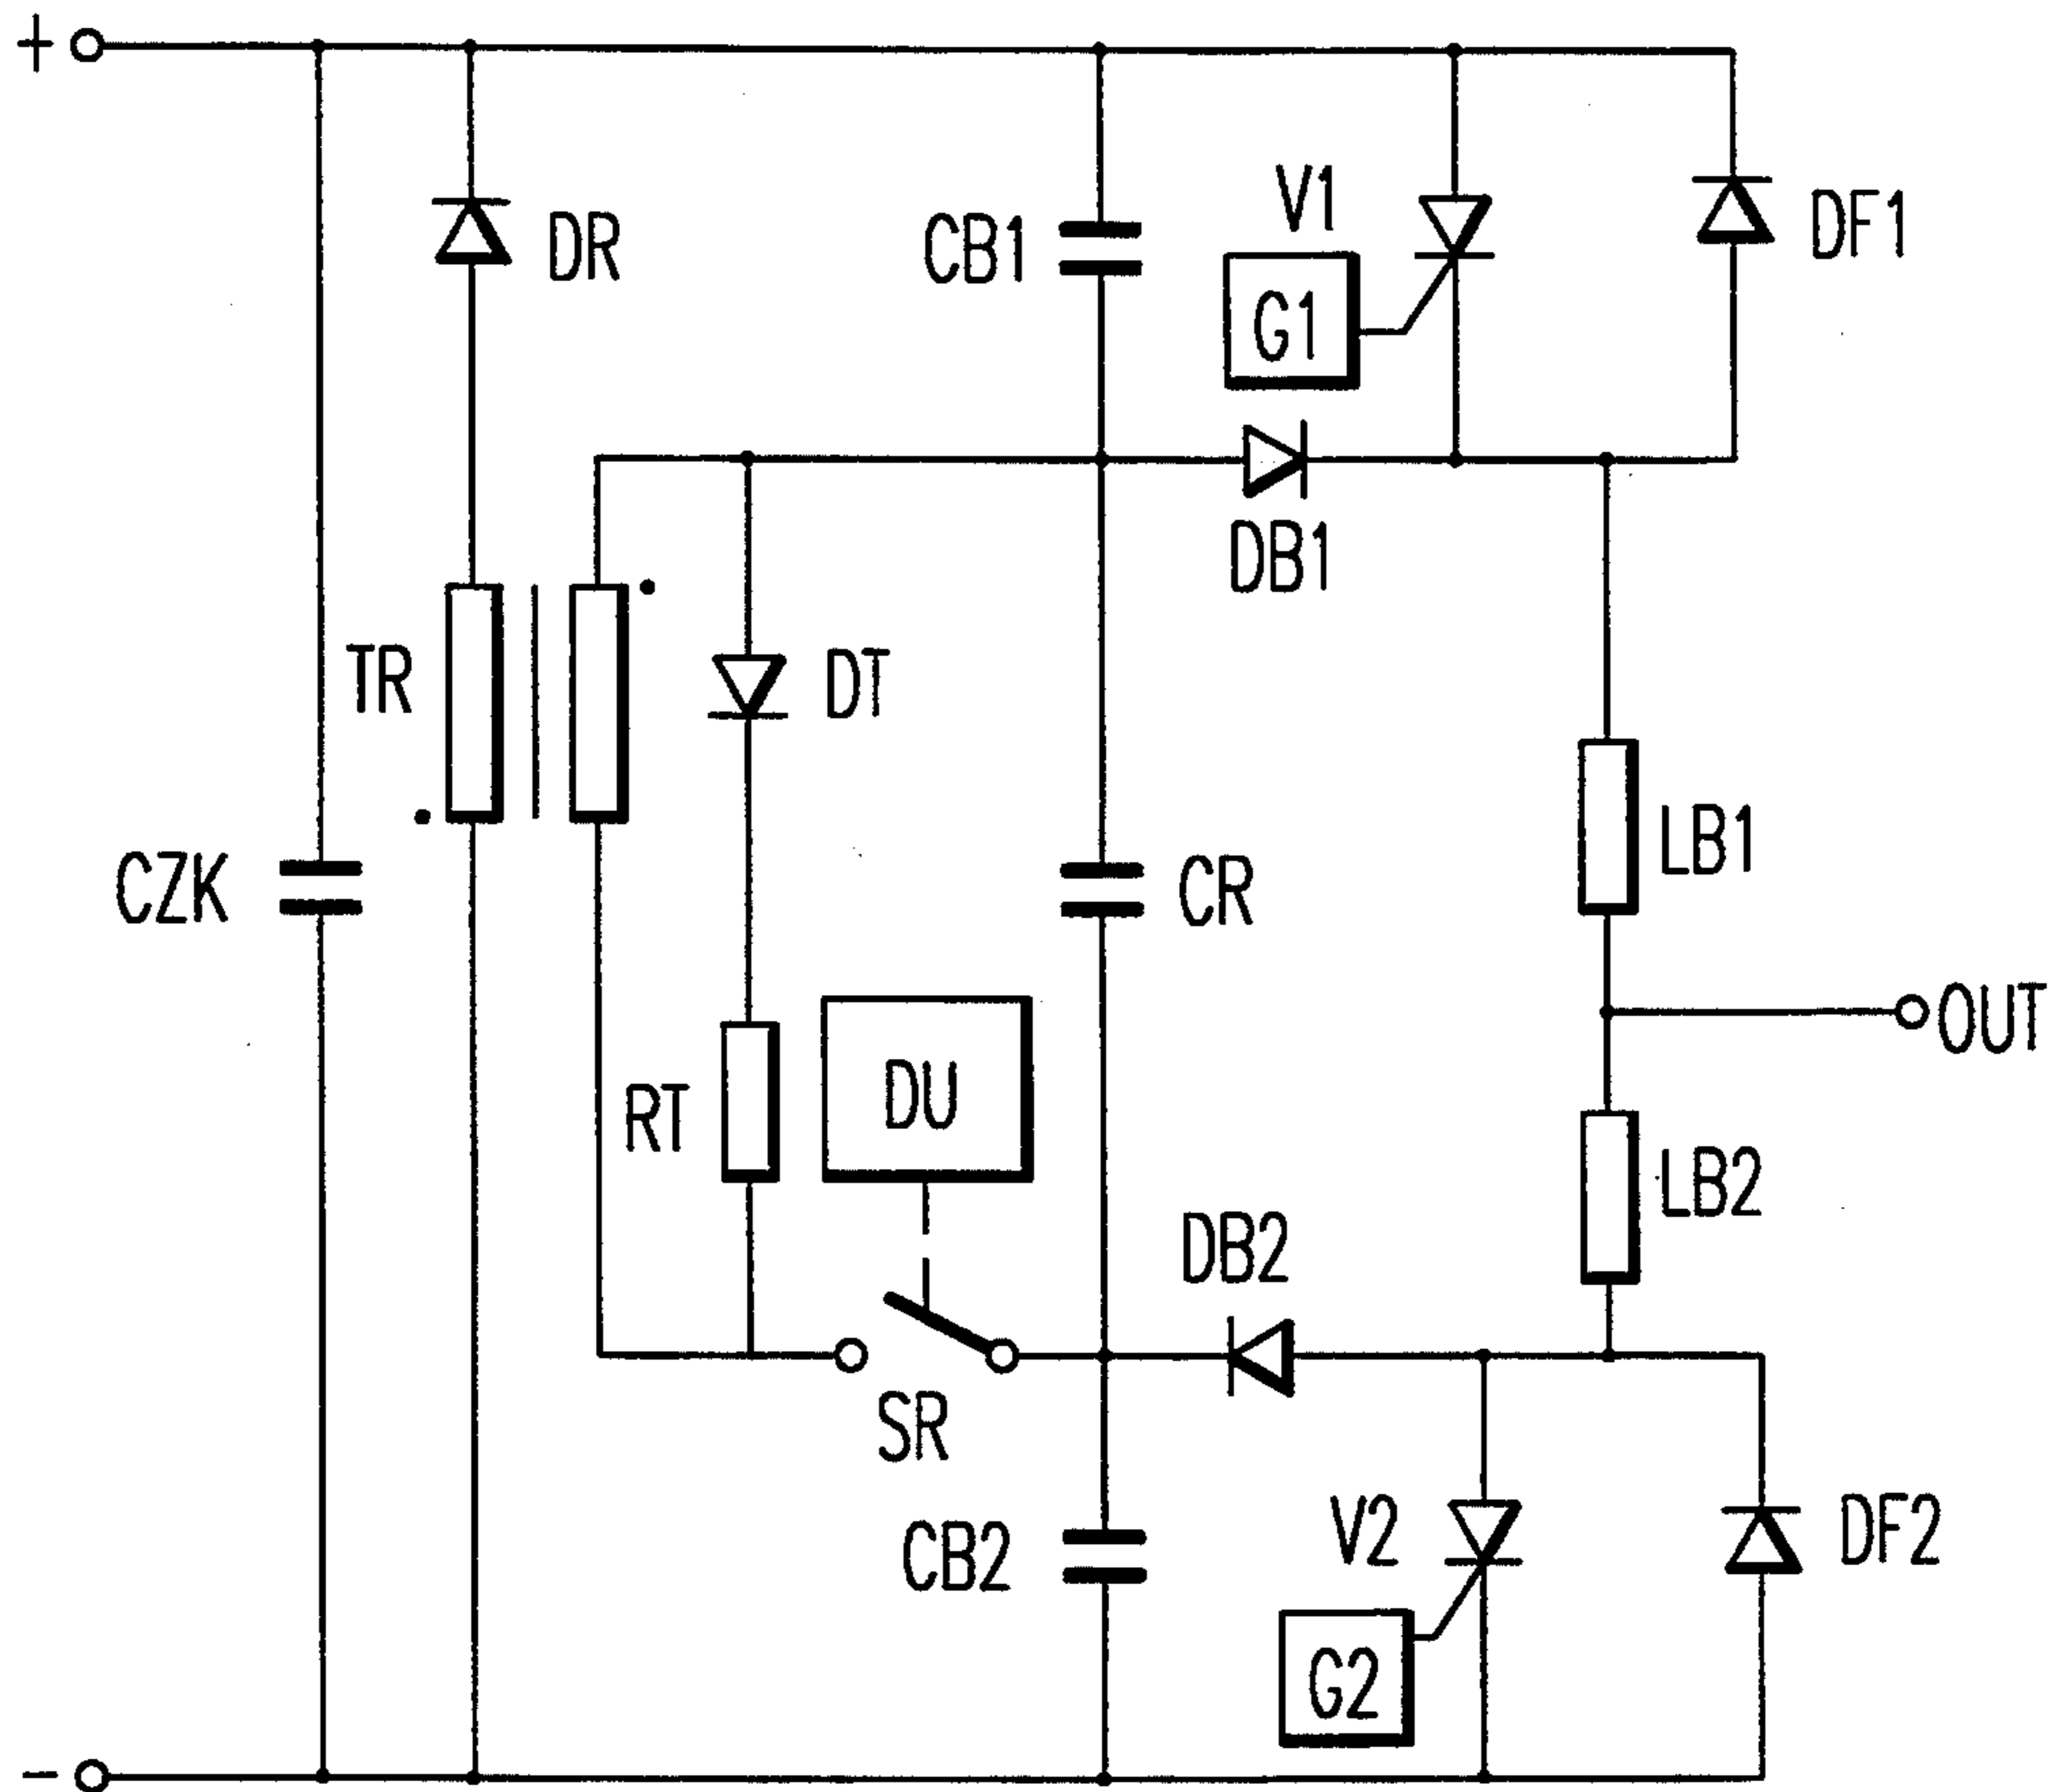 +
DR
CB1
V1
G1
DF1
DB1
TR
DT
LB1
CZK
CR
OUT
RT
DU
LB2
DB2
SR
CB2
V2
DF2
G2
-